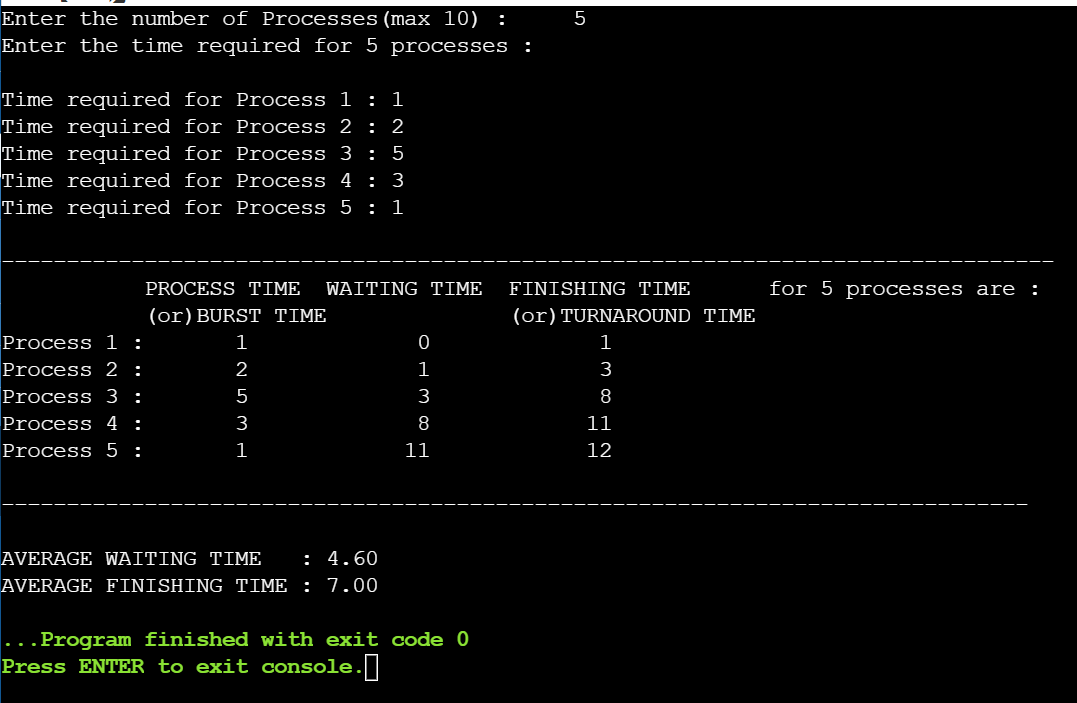 Enter the number of Processes(max 10) :     5
Enter the time required for 5 processes :
Time required for Process 1 : 1
Time required for Process 2 : 2
Time required for Process 3 : 5
Time required for Process 4 : 3
Time required for Process 5 : 1
---------------------------------------------------------------------------------
           PROCESS TIME  WAITING TIME  FINISHING TIME      for 5 processes are :
           (or)BURST TIME              (or)TURNAROUND TIME
Process 1 :       1             0             1
Process 2 :       2             1             3
Process 3 :       5             3             8
Process 4 :       3             8            11
Process 5 :       1            11            12
-------------------------------------------------------------------------------
AVERAGE WAITING TIME   : 4.60
AVERAGE FINISHING TIME : 7.00
...Program finished with exit code 0
Press ENTER to exit console.